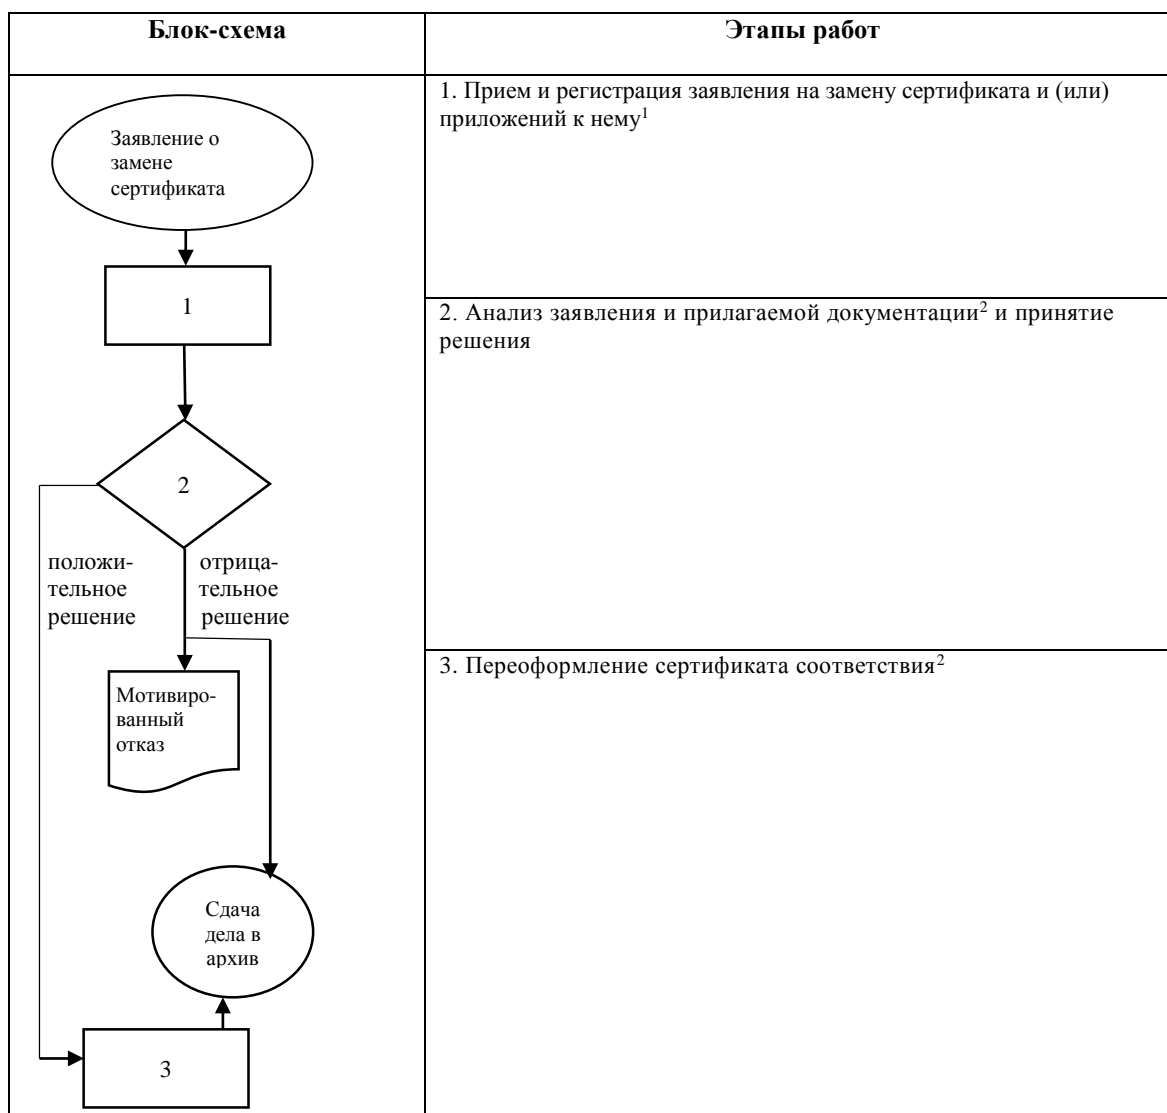 Блок-схема
Этапы работ
Заявление о
замене
сертификата
1. Прием и регистрация заявления на замену сертификата и (или)
приложений к нему¹
1
2. Анализ заявления и прилагаемой документации² и принятие
решения
2
положи-
тельное
решение
отрица-
тельное
решение
3. Переоформление сертификата соответствия²
Мотивиро-
ванный
отказ
Сдача
дела в
архив
3